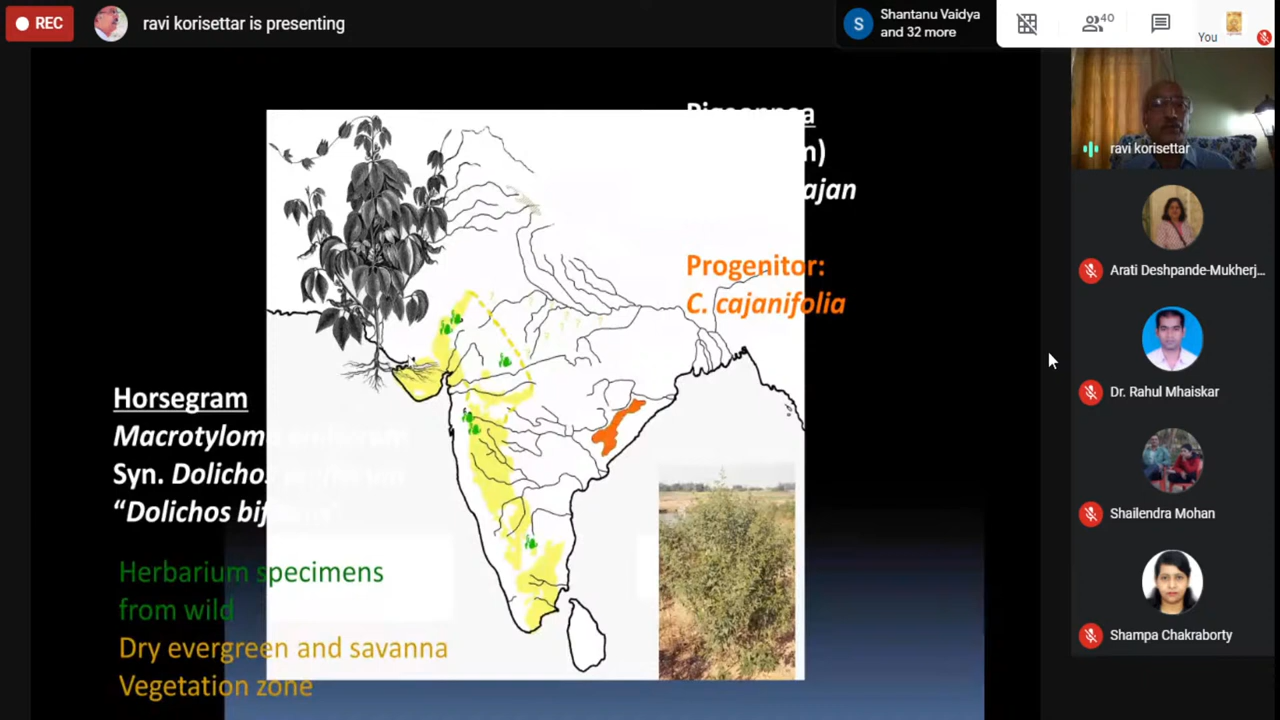 REC
ravi korisettar is presenting
S
Shantanu Vaidya
and 32 more
40
You
Pigeonpea
n)
ajan
Progenitor:
C. cajanifolia
Horsegram
Macrotyloma
Syn. Dolichos
“Dolichos bif
Herbarium specimens
from wild
Dry evergreen and savanna
Vegetation zone
ravi korisettar
Arati Deshpande-Mukherj...
Dr. Rahul Mhaiskar
Shailendra Mohan
Shampa Chakraborty